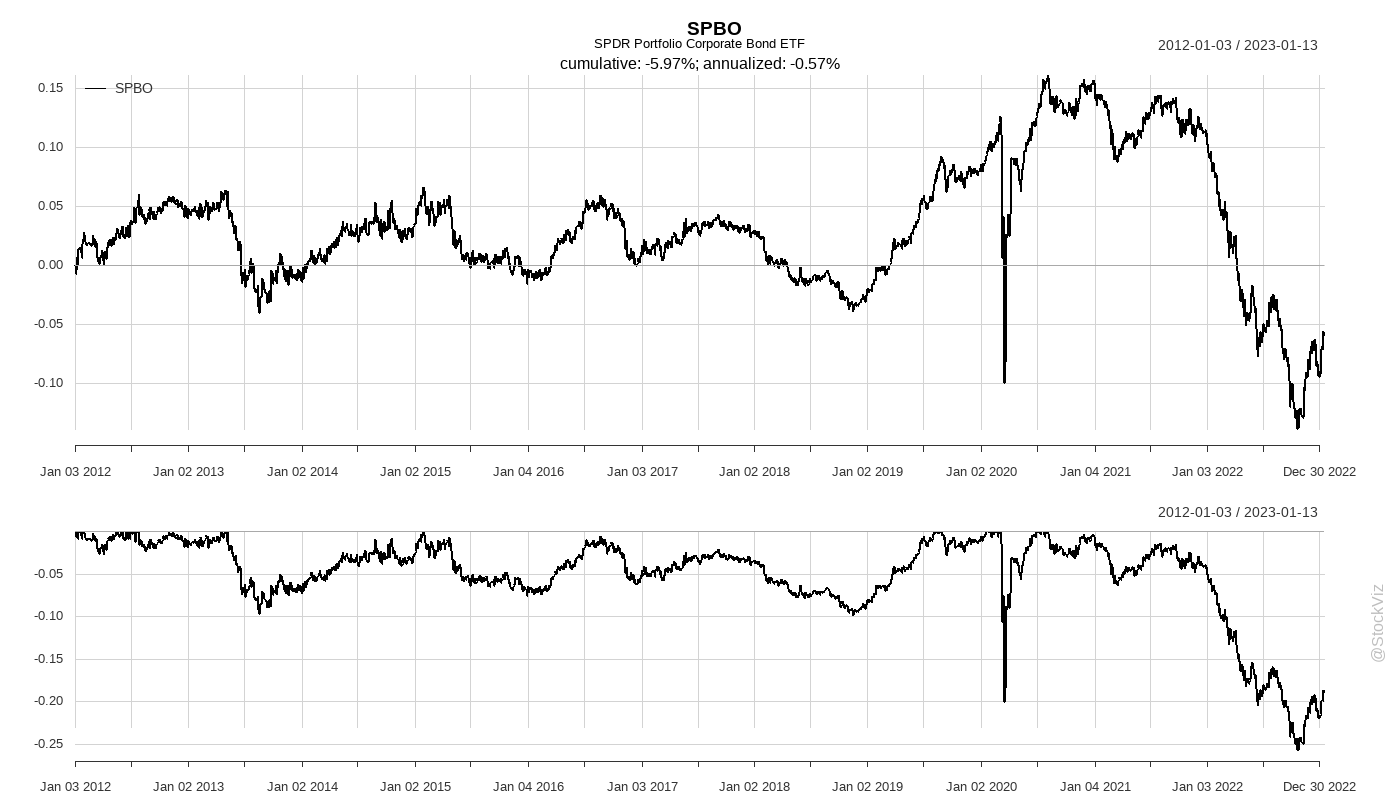 SPBO
SPDR Portfolio Corporate Bond ETF
2012-01-03 / 2023-01-13
cumulative: -5.97%; annualized: -0.57%
SPBO
0.15
0.10
0.05
0.00
-0.05
-0.10
Jan 03 2012 Jan 02 2013 Jan 02 2014 Jan 02 2015 Jan 04 2016 Jan 03 2017 Jan 02 2018 Jan 02 2019 Jan 02 2020 Jan 04 2021 Jan 03 2022 Dec 30 2022
2012-01-03 / 2023-01-13
-0.05
-0.10
-0.15
-0.20
-0.25
Jan 03 2012 Jan 02 2013 Jan 02 2014 Jan 02 2015 Jan 04 2016 Jan 03 2017 Jan 02 2018 Jan 02 2019 Jan 02 2020 Jan 04 2021 Jan 03 2022 Dec 30 2022
@StockViz